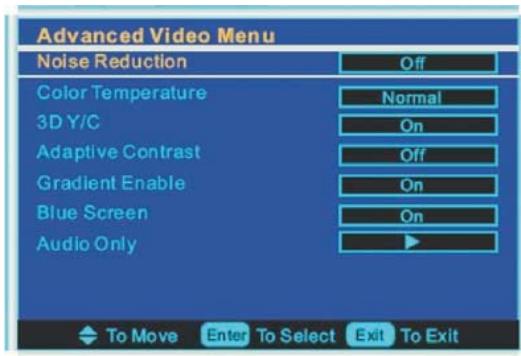 Advanced Video Menu
Noise Reduction Off
Color Temperature Normal
3D Y/C On
Adaptive Contrast Off
Gradient Enable On
Blue Screen On
Audio Only
To Move Enter To Select Exit To Exit